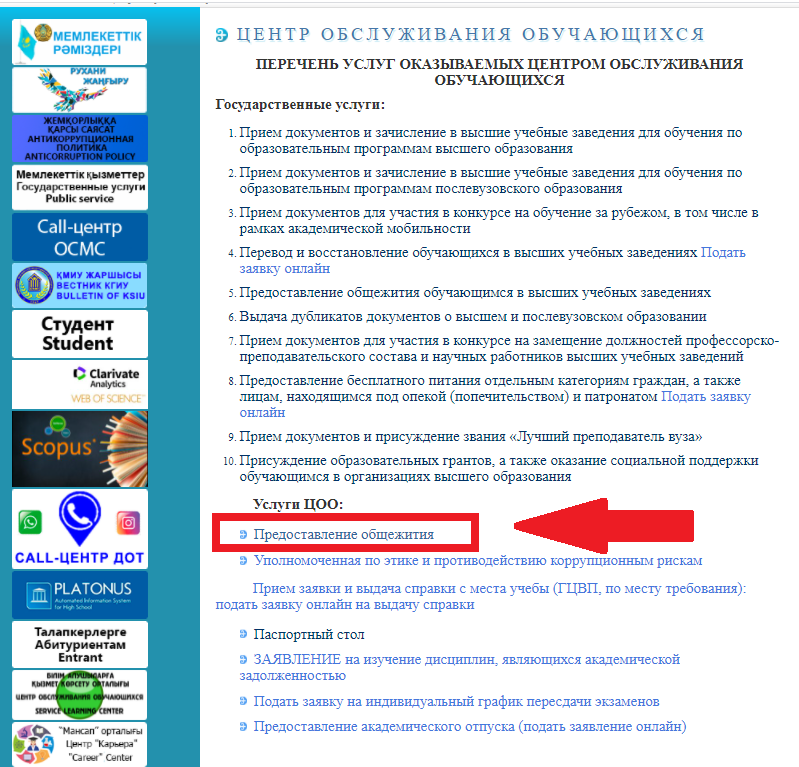 МЕМЛЕКЕТТІК
РӘМІЗДЕРІ
РУХАНИ
ЖАҢҒЫРУ
ЖЕМҚОРЛЫҚҚА
ҚАРСЫ САЯСАТ
АНТИКОРРУПЦИОННАЯ
ПОЛИТИКА
ANTICORRUPTION POLICY
Мемлекеттік қызметтер
Государственные услуги
Public service
Call-центр
ОСМС
ҚМИУ ЖАРШЫСЫ
ВЕСТНИК КГИУ
BULLETIN OF KSIU
Студент
Student
Clarivate
Analytics
WEB OF SCIENCE
Scopus
CALL-ЦЕНТР ДОТ
PLATONUS
Automated Information System
for High School
Талапкерлерге
Абитуриентам
Entrant
БІЛІМ АЛУШЫЛАРҒА
ҚЫЗМЕТ КӨРСЕТУ ОРТАЛЫҒЫ
ЦЕНТР ОБСЛУЖИВАНИЯ ОБУЧАЮЩИХСЯ
SERVICE LEARNING CENTER
"Мансап" орталығы
Центр "Карьера"
"Career" Center
ЦЕНТР ОБСЛУЖИВАНИЯ ОБУЧАЮЩИХСЯ
ПЕРЕЧЕНЬ УСЛУГ ОКАЗЫВАЕМЫХ ЦЕНТРОМ ОБСЛУЖИВАНИЯ
ОБУЧАЮЩИХСЯ
Государственные услуги:
1. Прием документов и зачисление в высшие учебные заведения для обучения по
образовательным программам высшего образования
2. Прием документов и зачисление в высшие учебные заведения для обучения по
образовательным программам послевузовского образования
3. Прием документов для участия в конкурсе на обучение за рубежом, в том числе в
рамках академической мобильности
4. Перевод и восстановление обучающихся в высших учебных заведениях Подать
заявку онлайн
5. Предоставление общежития обучающимся в высших учебных заведениях
6. Выдача дубликатов документов о высшем и послевузовском образовании
7. Прием документов для участия в конкурсе на замещение должностей профессорско-
преподавательского состава и научных работников высших учебных заведений
8. Предоставление бесплатного питания отдельным категориям граждан, а также
лицам, находящимся под опекой (попечительством) и патронатом Подать заявку
онлайн
9. Прием документов и присуждение звания «Лучший преподаватель вуза»
10. Присуждение образовательных грантов, а также оказание социальной поддержки
обучающимся в организациях высшего образования
Услуги ЦОО:
Предоставление общежития
Уполномоченная по этике и противодействию коррупционным рискам
Прием заявки и выдача справки с места учебы (ГЦВП, по месту требования):
подать заявку онлайн на выдачу справки
Паспортный стол
ЗАЯВЛЕНИЕ на изучение дисциплин, являющихся академической
задолженностью
Подать заявку на индивидуальный график пересдачи экзаменов
Предоставление академического отпуска (подать заявление онлайн)